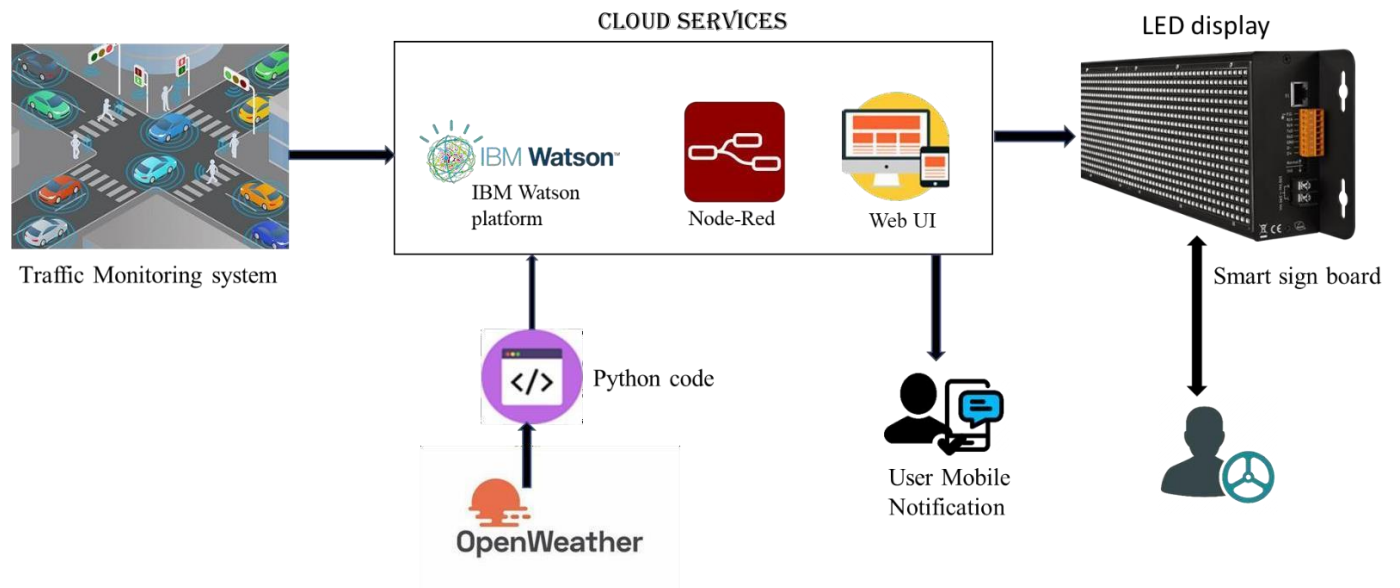 CLOUD SERVICES
LED display
IBM Watson™
IBM Watson
platform
Node-Red
Web UI
Traffic Monitoring system
Smart sign board
</>
Python code
User Mobile
Notification
OpenWeather